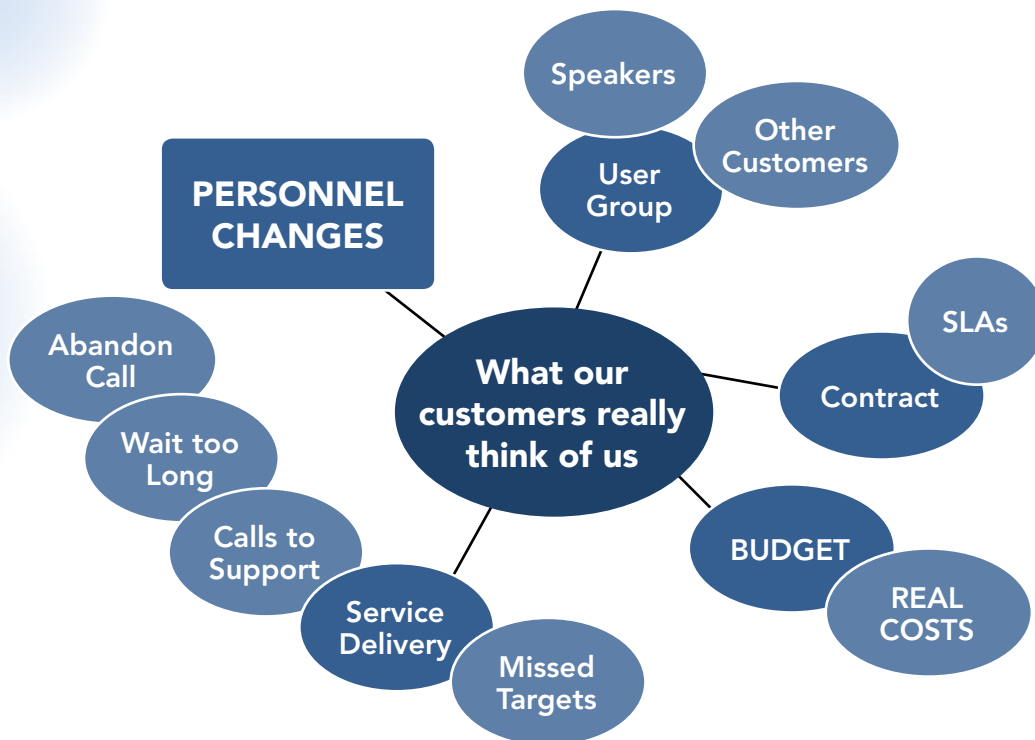 Speakers
Other
Customers
User
Group
PERSONNEL
CHANGES
SLAs
Contract
Abandon
Call
What our
customers really
think of us
Wait too
Long
Calls to
Support
BUDGET
REAL
COSTS
Service
Delivery
Missed
Targets